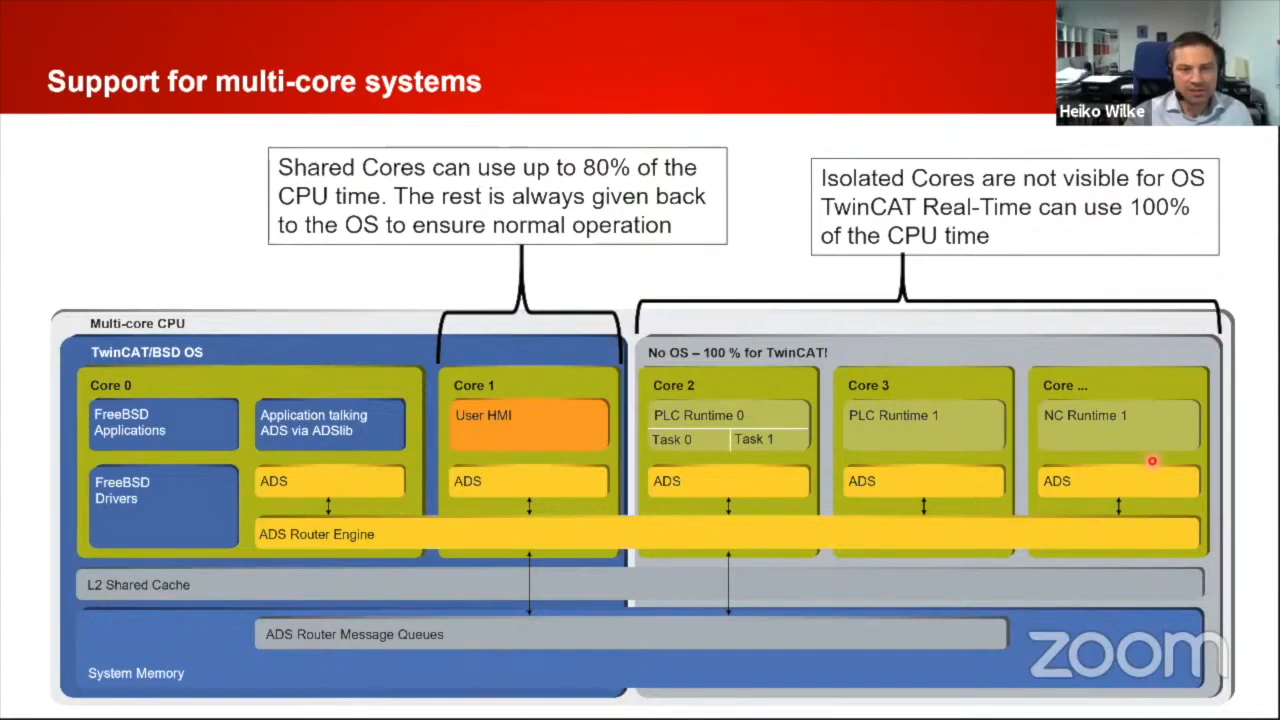 Support for multi-core systems
Heiko Wilke
Shared Cores can use up to 80% of the
CPU time. The rest is always given back
to the OS to ensure normal operation
Isolated Cores are not visible for OS
TwinCAT Real-Time can use 100%
of the CPU time
Multi-core CPU
TwinCAT/BSD OS
No OS – 100 % for TwinCAT!
Core 0
FreeBSD
Applications
Application talking
ADS via ADSlib
FreeBSD
Drivers
ADS
Core 1
User HMI
ADS
Core 2
PLC Runtime 0
Task 0
Task 1
ADS
Core 3
PLC Runtime 1
ADS
Core ...
NC Runtime 1
ADS
ADS Router Engine
L2 Shared Cache
ADS Router Message Queues
System Memory
zoom